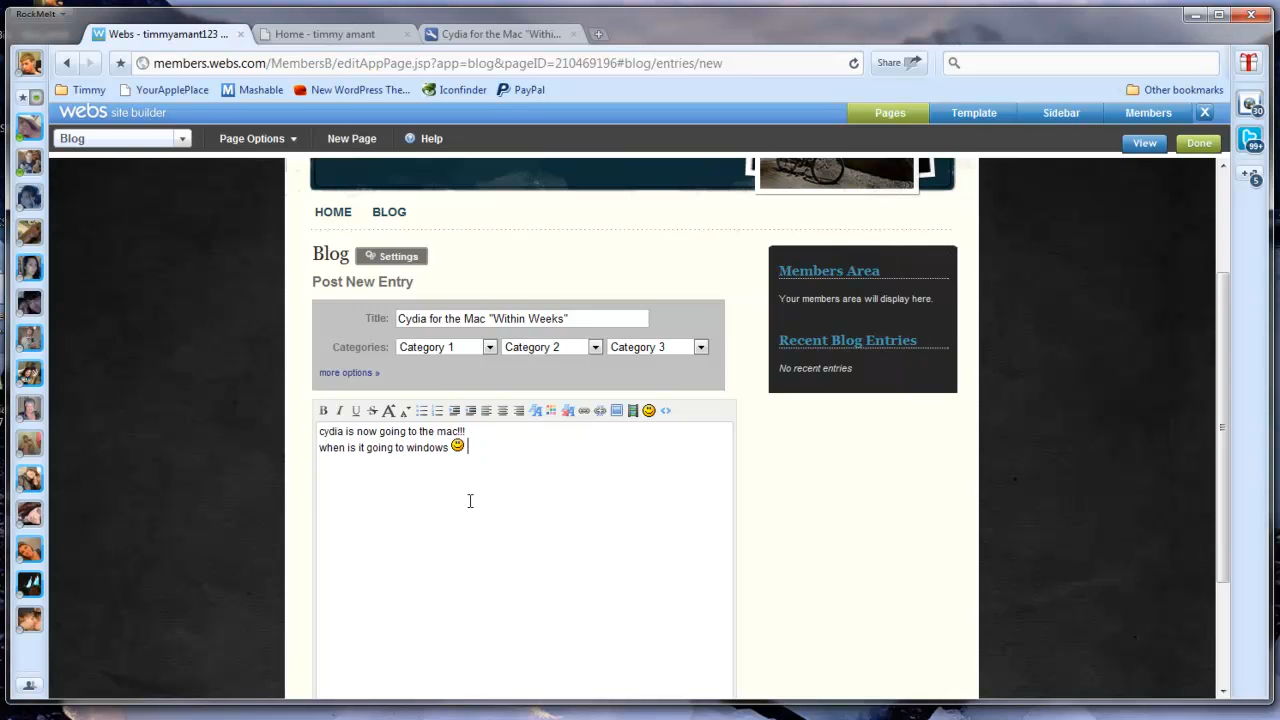 RockMelt
Webs - timmyamant123 ...
Home - timmy amant
Cydia for the Mac "Withi...
members.webs.com/MembersB/editAppPage.jsp?app=blog&pageID=210469196#blog/entries/new
Share
Timmy
YourApplePlace
Mashable
New WordPress The...
Iconfinder
PayPal
Other bookmarks
webs site builder
Pages
Template
Sidebar
Members
X
Blog
Page Options
New Page
Help
View
Done
30
99+
5
HOME
BLOG
Blog
Settings
Post New Entry
Title:
Cydia for the Mac "Within Weeks"
Categories:
Category 1
Category 2
Category 3
more options »
B I U S A A
cydia is now going to the mac!!!
when is it going to windows
Members Area
Your members area will display here.
Recent Blog Entries
No recent entries